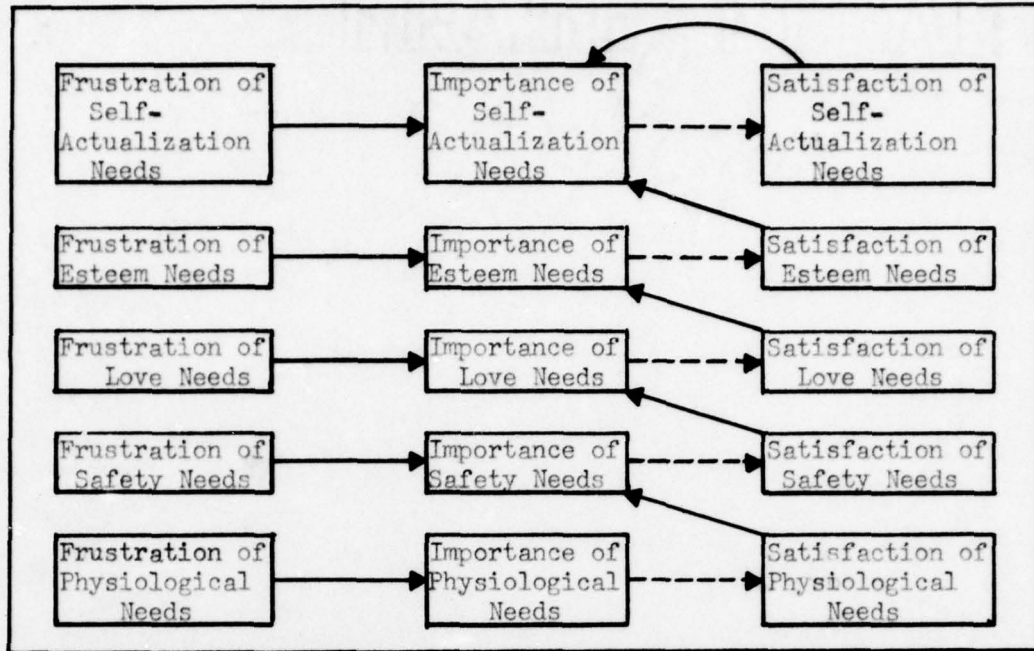 Frustration of
Self-
Actualization
Needs
Importance of
Self-
Actualization
Needs
Satisfaction of
Self-
Actualization
Needs
Frustration of
Esteem Needs
Importance of
Esteem Needs
Satisfaction of
Esteem Needs
Frustration of
Love Needs
Importance of
Love Needs
Satisfaction of
Love Needs
Frustration of
Safety Needs
Importance of
Safety Needs
Satisfaction of
Safety Needs
Frustration of
Physiological
Needs
Importance of
Physiological
Needs
Satisfaction of
Physiological
Needs